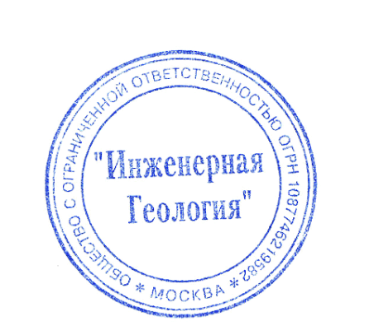 ОБЩЕСТВО С ОГРАНИЧЕННОЙ ОТВЕТСТВЕННОСТЬЮ ОГРН 1087746219582
* МОСКВА *
"Инженерная
Геология"